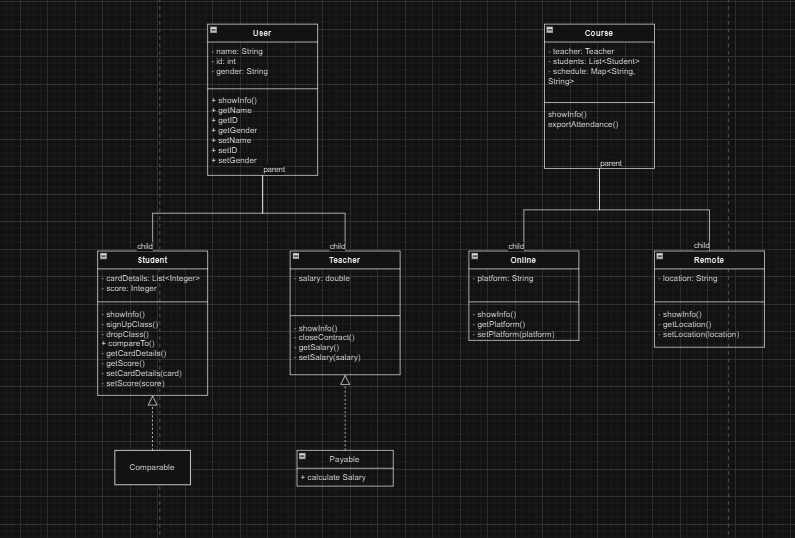 User
- name: String
- id: int
- gender: String
+ showInfo()
+ getName
+ getID
+ getGender
+ setName
+ setID
+ setGender
parent
Course
- teacher: Teacher
- students: List<Student>
- schedule: Map<String,
String>
showInfo()
exportAttendance()
parent
child
Student
- cardDetails: List<Integer>
- score: Integer
- showInfo()
- signUpClass()
- dropClass()
+ compareTo()
- getCardDetails()
- getScore()
- setCardDetails(card)
- setScore(score)
child
Teacher
- salary: double
- showInfo()
- closeContract()
- getSalary()
- setSalary(salary)
child
Online
- platform: String
- showInfo()
- getPlatform()
- setPlatform(platform)
child
Remote
- location: String
- showInfo()
- getLocation()
- setLocation(location)
Comparable
Payable
+ calculate Salary